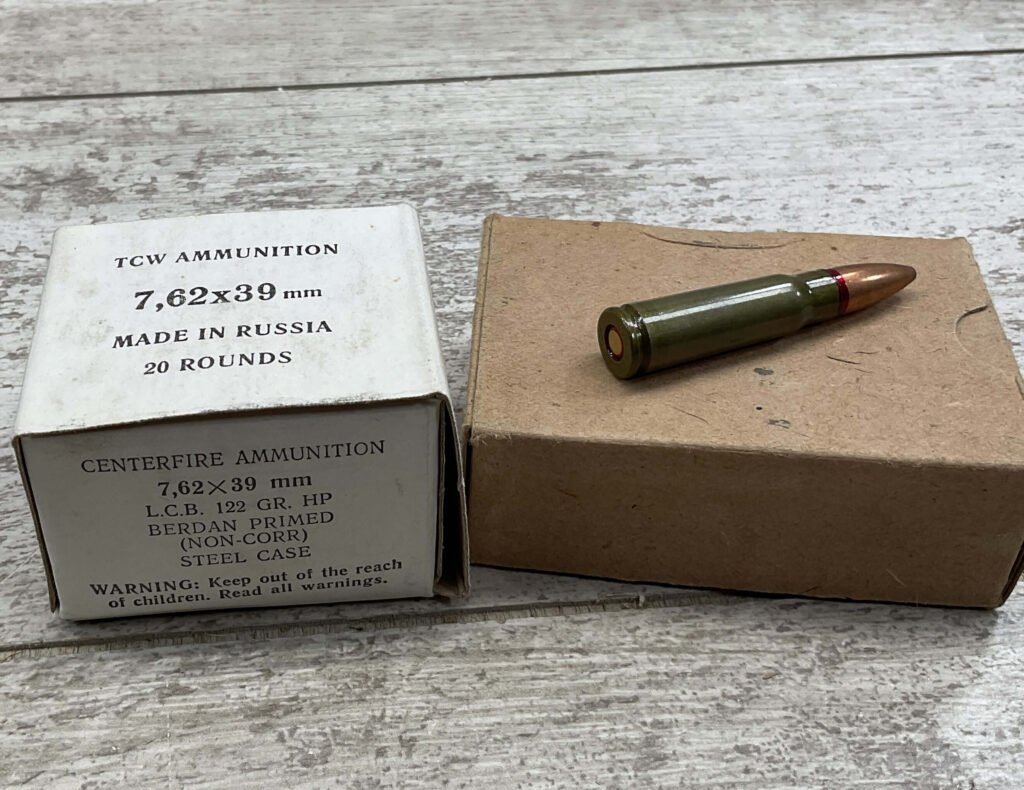 TCW AMMUNITION
7,62x39 mm
MADE IN RUSSIA
20 ROUNDS
CENTERFIRE AMMUNITION
7,62×39 mm
L.C.B. 122 GR. HP
BERDAN PRIMED
(NON-CORR)
STEEL CASE
WARNING: Keep out of the reach
of children. Read all warnings.